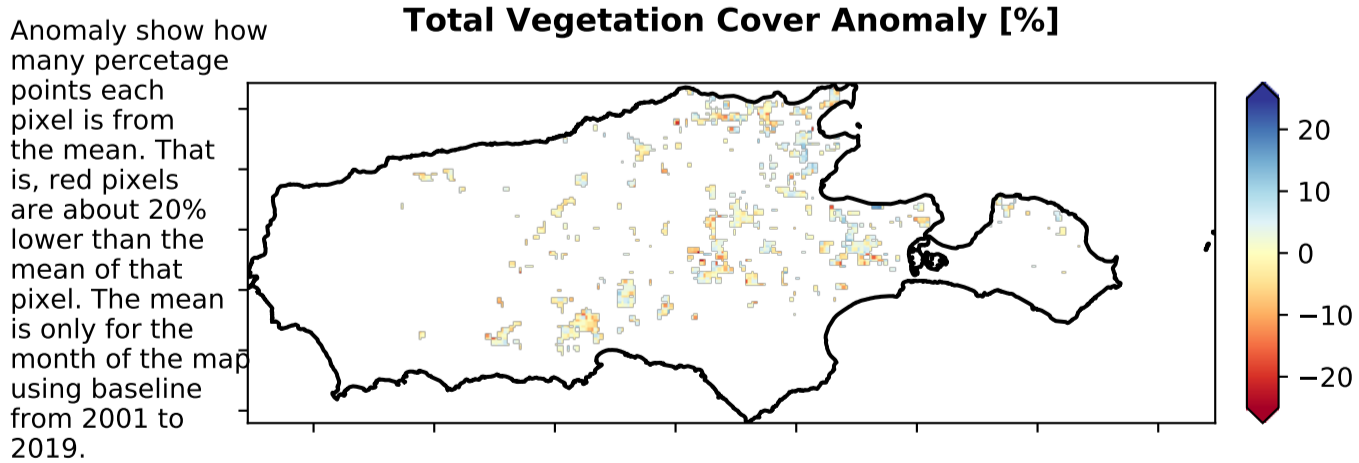 Total Vegetation Cover Anomaly [%]
Anomaly show how
many percetage
points each
pixel is from
the mean. That
is, red pixels
are about 20%
lower than the
mean of that
pixel. The mean
is only for the
month of the map
using baseline
from 2001 to
2019.
20
10
0
−10
−20